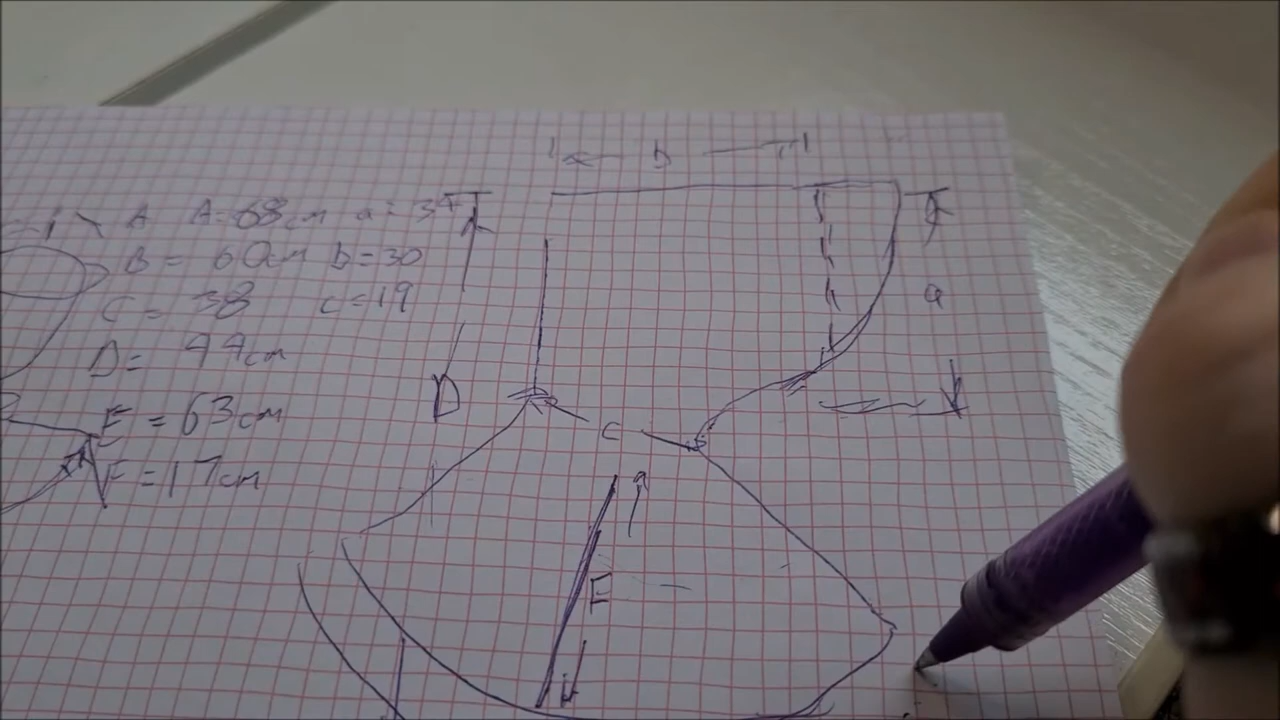 A A=68cm a=34
B = 60cm b=30
C = 38 c=19
D= 44cm
E = 63cm
F=17cm
b
a
D
C
E